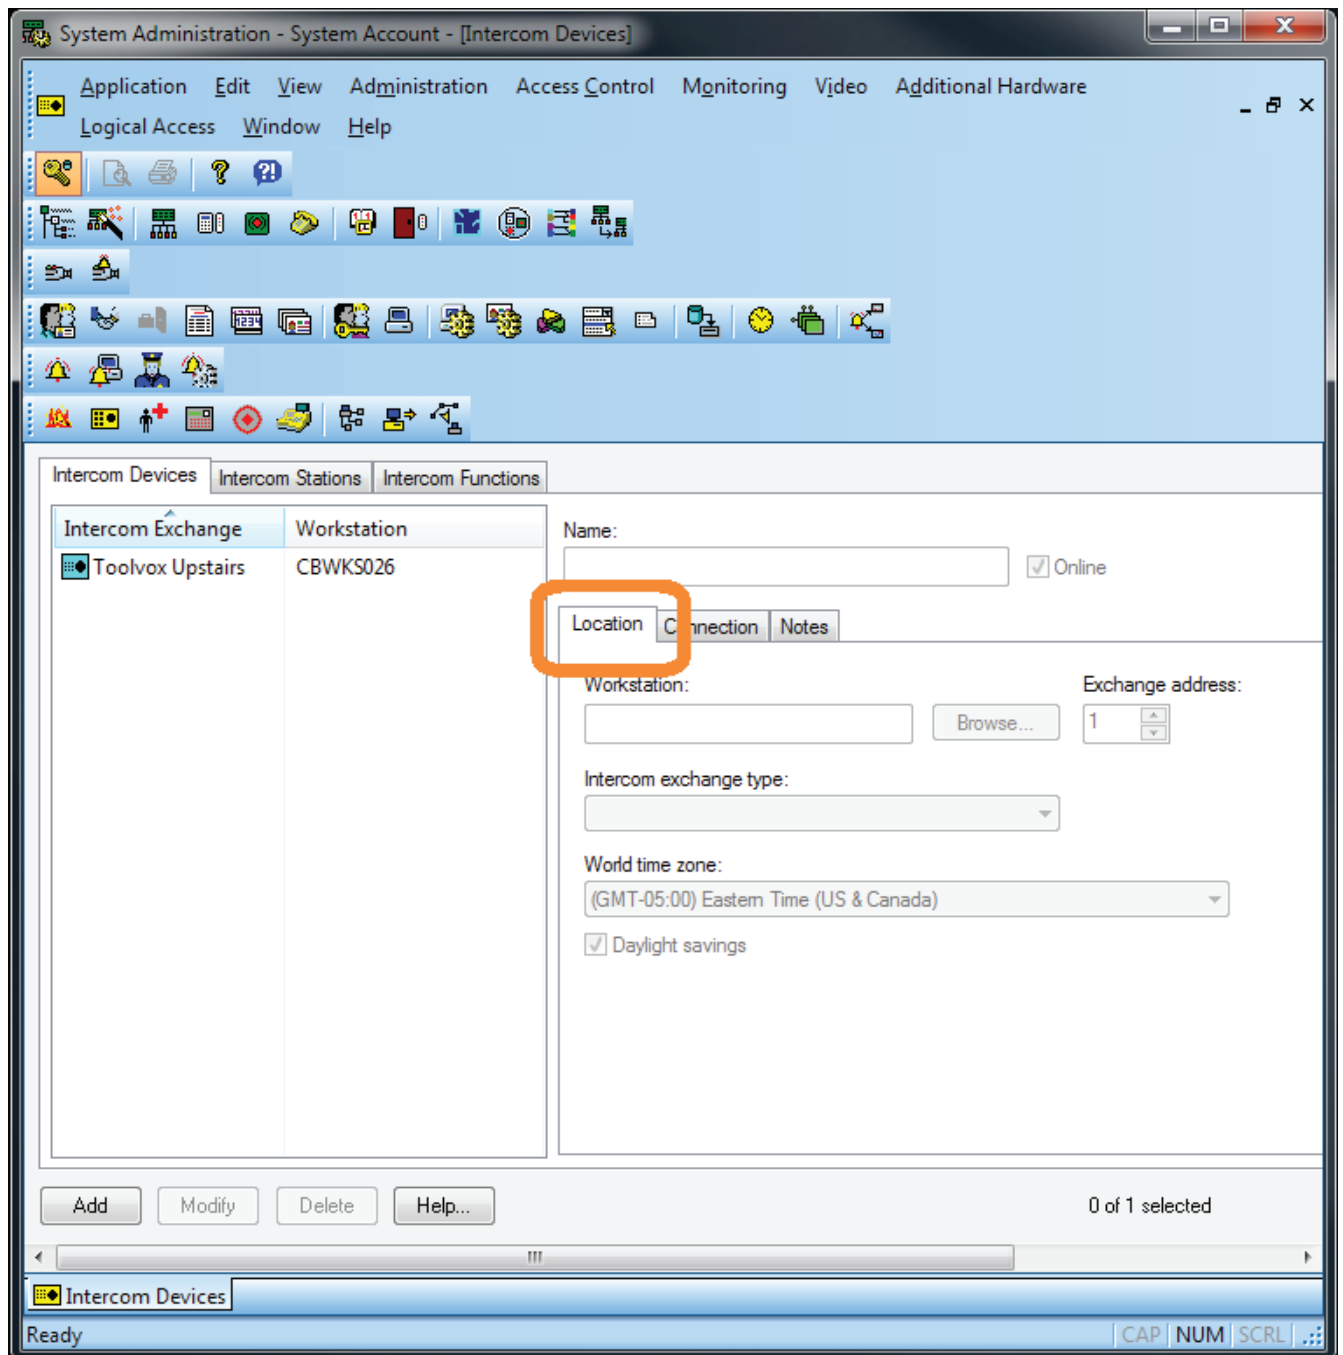 System Administration - System Account - [Intercom Devices]
Application Edit View Administration Access Control Monitoring Video Additional Hardware
Logical Access Window Help
Intercom Devices Intercom Stations Intercom Functions
Intercom Exchange Workstation
Name:
Toolvox Upstairs CBWKS026
Online
Location Connection Notes
Workstation: Exchange address:
Browse... 1
Intercom exchange type:
World time zone:
(GMT-05:00) Eastern Time (US & Canada)
Daylight savings
Add Modify Delete Help... 0 of 1 selected
Intercom Devices
Ready CAP NUM SCRL